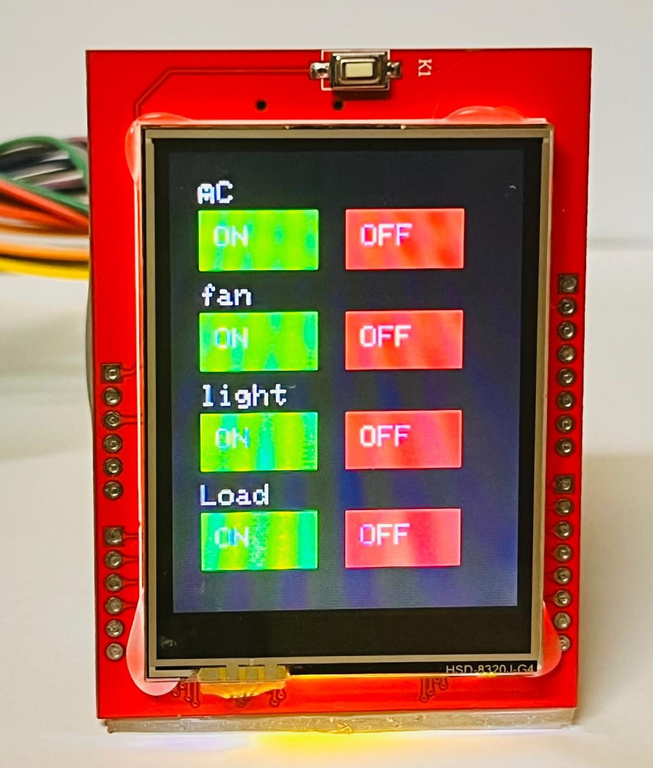 K1
AC
ON OFF
fan
ON OFF
light
ON OFF
Load
ON OFF
HSD-8320J-G4